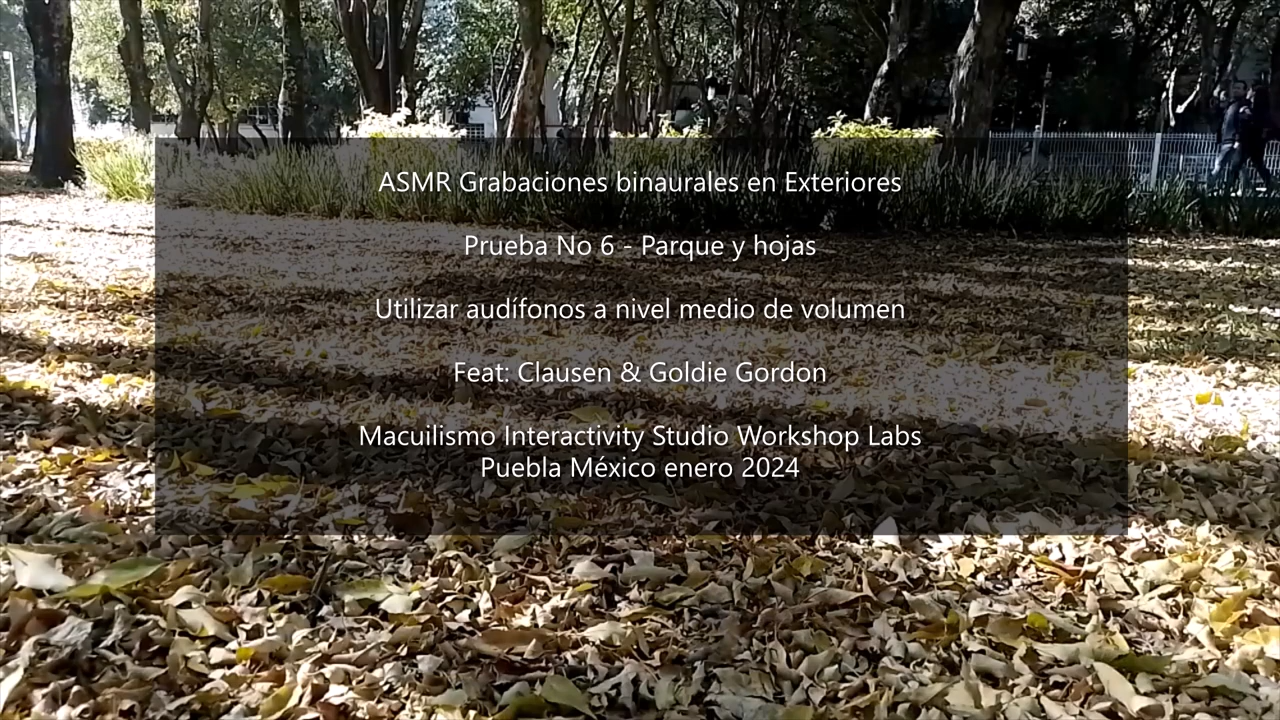 ASMR Grabaciones binaurales en Exteriores
Prueba No 6 - Parque y hojas
Utilizar audífonos a nivel medio de volumen
Feat: Clausen & Goldie Gordon
Macuilismo Interactivity Studio Workshop Labs
Puebla México enero 2024